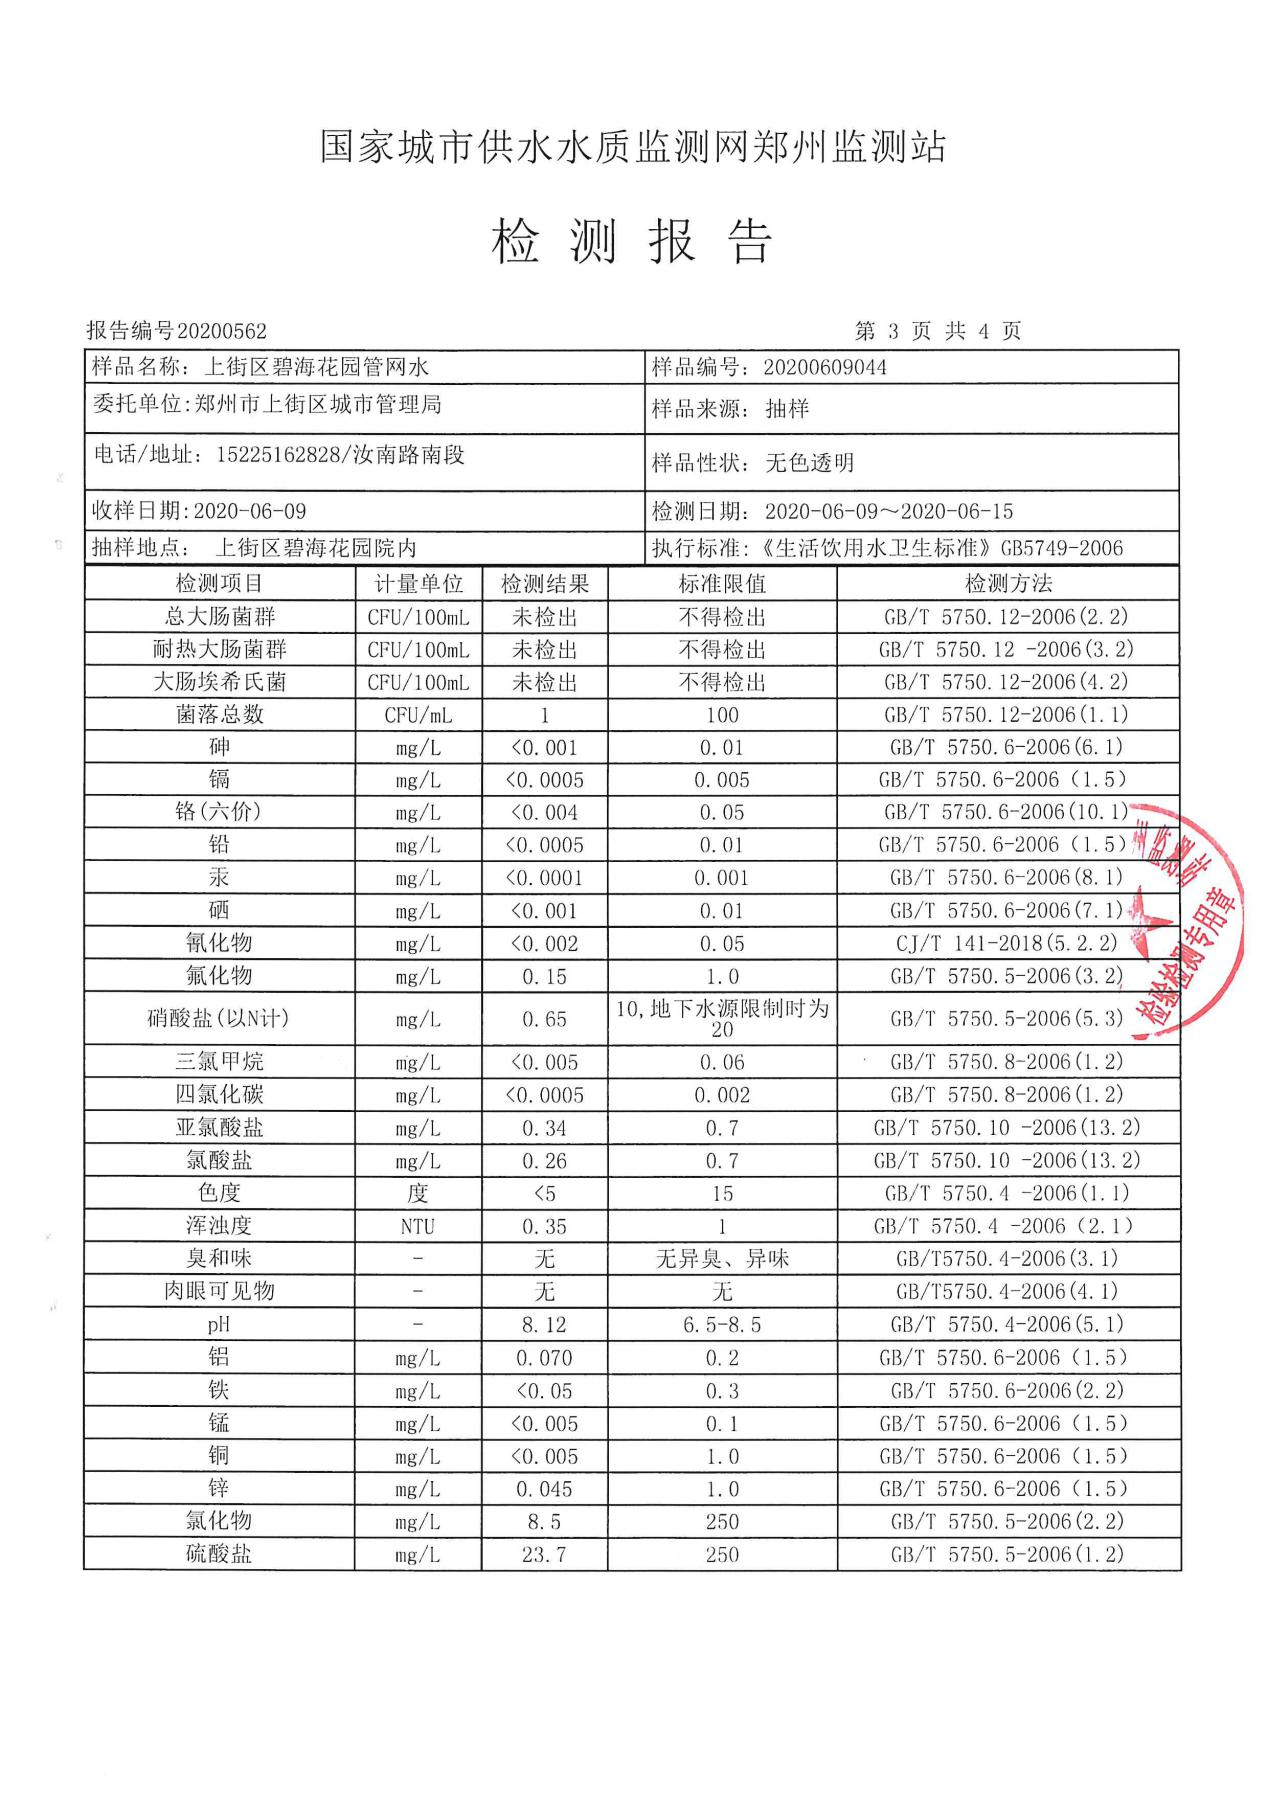 国家城市供水水质监测网郑州监测站
检测报告
报告编号20200562 第 3 页 共 4 页
样品名称：上街区碧海花园管网水 样品编号：20200609044
委托单位:郑州市上街区城市管理局 样品来源：抽样
电话/地址：15225162828/汝南路南段 样品性状：无色透明
收样日期:2020-06-09 检测日期：2020-06-09～2020-06-15
抽样地点： 上街区碧海花园院内 执行标准:《生活饮用水卫生标准》GB5749-2006
检测项目 计量单位 检测结果 标准限值 检测方法
总大肠菌群 CFU/100mL 未检出 不得检出 GB/T 5750.12-2006(2.2)
耐热大肠菌群 CFU/100mL 未检出 不得检出 GB/T 5750.12 -2006(3.2)
大肠埃希氏菌 CFU/100mL 未检出 不得检出 GB/T 5750.12-2006(4.2)
菌落总数 CFU/mL 1 100 GB/T 5750.12-2006(1.1)
砷 mg/L <0.001 0.01 GB/T 5750.6-2006(6.1)
镉 mg/L <0.0005 0.005 GB/T 5750.6-2006 (1.5)
铬(六价) mg/L <0.004 0.05 GB/T 5750.6-2006(10.1)
铅 mg/L <0.0005 0.01 GB/T 5750.6-2006 (1.5)
汞 mg/L <0.0001 0.001 GB/T 5750.6-2006(8.1)
硒 mg/L <0.001 0.01 GB/T 5750.6-2006(7.1)
氰化物 mg/L <0.002 0.05 CJ/T 141-2018(5.2.2)
氟化物 mg/L 0.15 1.0 GB/T 5750.5-2006(3.2)
硝酸盐(以N计) mg/L 0.65 10,地下水源限制时为20 GB/T 5750.5-2006(5.3)
三氯甲烷 mg/L <0.005 0.06 GB/T 5750.8-2006(1.2)
四氯化碳 mg/L <0.0005 0.002 GB/T 5750.8-2006(1.2)
亚氯酸盐 mg/L 0.34 0.7 GB/T 5750.10 -2006(13.2)
氯酸盐 mg/L 0.26 0.7 GB/T 5750.10 -2006(13.2)
色度 度 <5 15 GB/T 5750.4 -2006(1.1)
浑浊度 NTU 0.35 1 GB/T 5750.4 -2006 (2.1)
臭和味 - 无 无异臭、异味 GB/T5750.4-2006(3.1)
肉眼可见物 - 无 无 GB/T5750.4-2006(4.1)
pH - 8.12 6.5-8.5 GB/T 5750.4-2006(5.1)
铝 mg/L 0.070 0.2 GB/T 5750.6-2006 (1.5)
铁 mg/L <0.05 0.3 GB/T 5750.6-2006(2.2)
锰 mg/L <0.005 0.1 GB/T 5750.6-2006 (1.5)
铜 mg/L <0.005 1.0 GB/T 5750.6-2006 (1.5)
锌 mg/L 0.045 1.0 GB/T 5750.6-2006 (1.5)
氯化物 mg/L 8.5 250 GB/T 5750.5-2006(2.2)
硫酸盐 mg/L 23.7 250 GB/T 5750.5-2006(1.2)
监测站
检验检测专用章